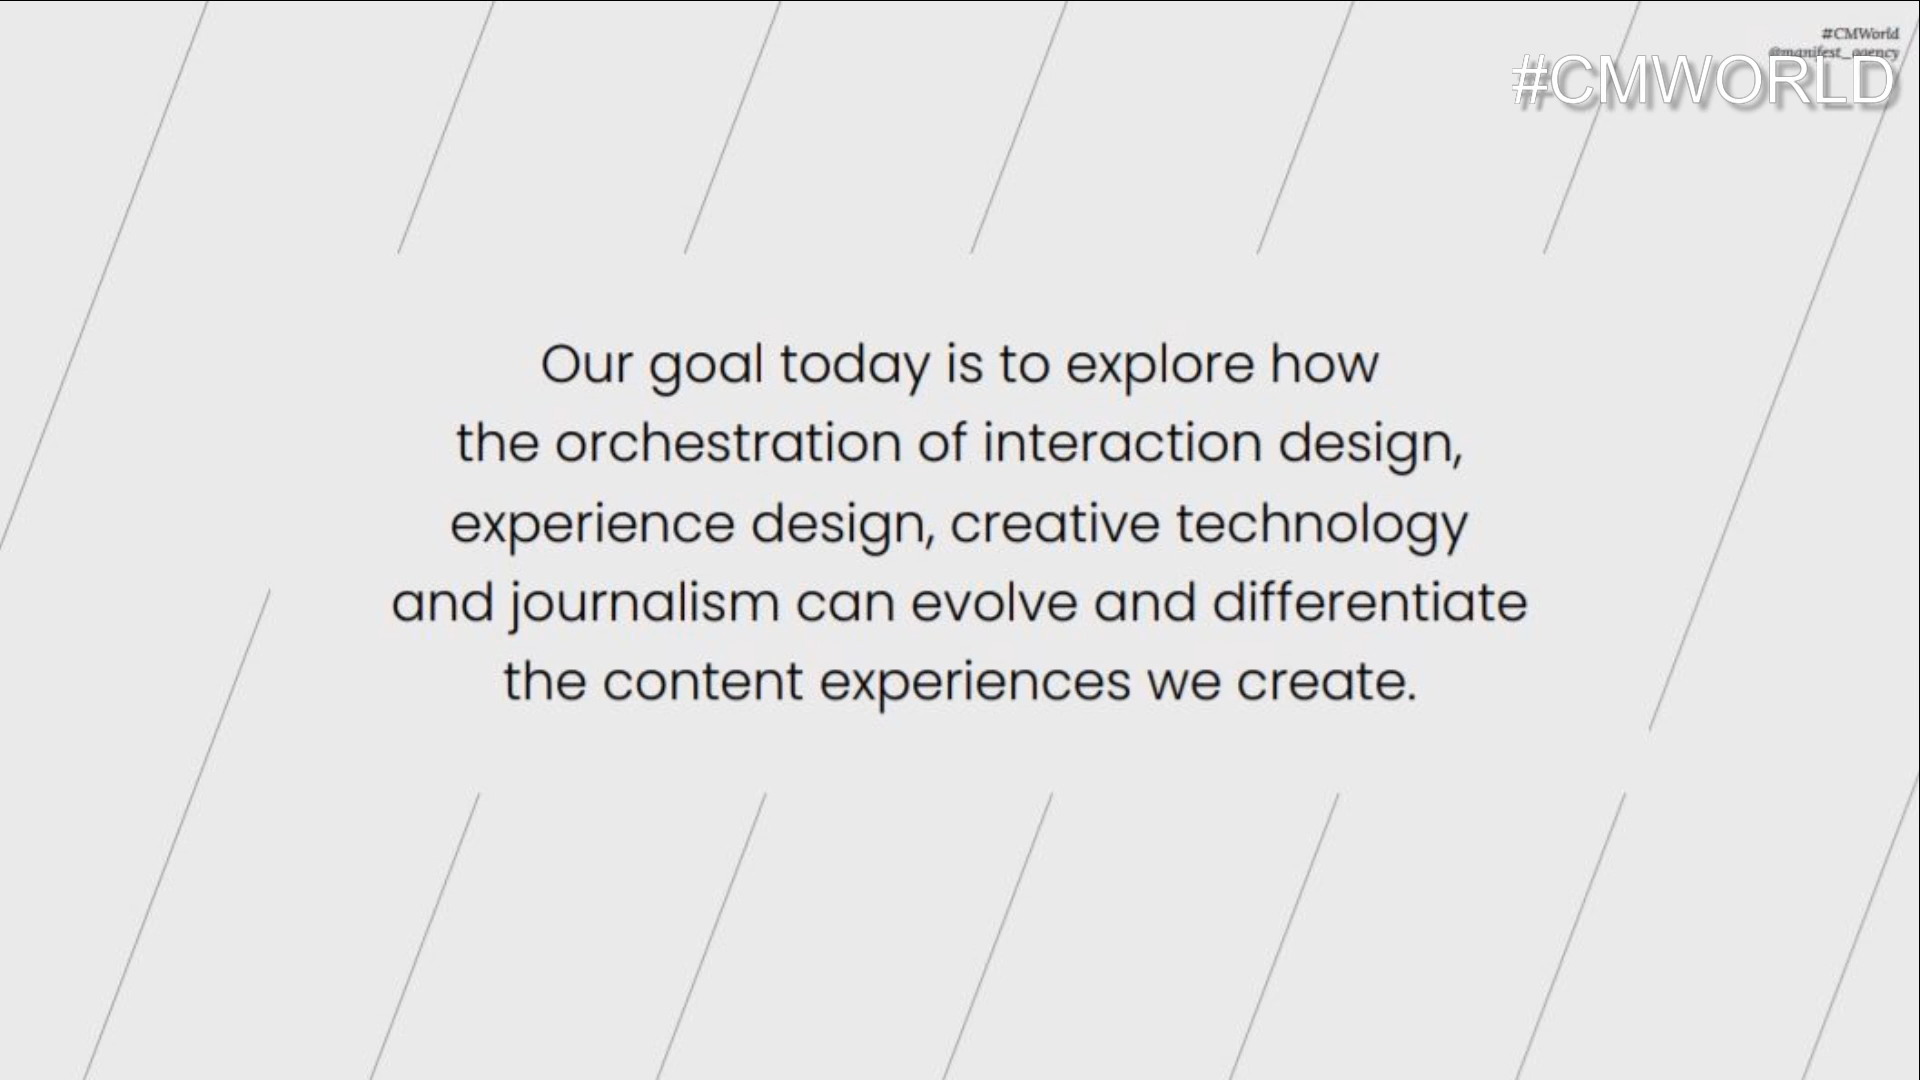 #CMWorld
@manifest_agency
#CMWORLD
Our goal today is to explore how
the orchestration of interaction design,
experience design, creative technology
and journalism can evolve and differentiate
the content experiences we create.